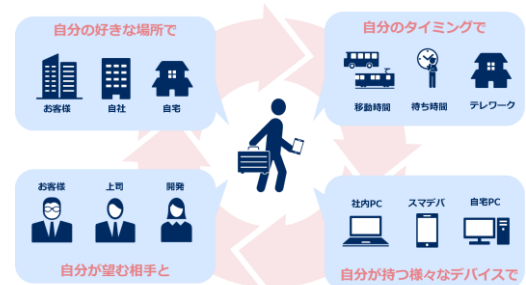 自分の好きな場所で
お客様 自社 自宅
自分のタイミングで
移動時間 待ち時間 テレワーク
お客様 上司 開発
自分が望む相手と
社内PC スマデバ 自宅PC
自分が持つ様々なデバイスで